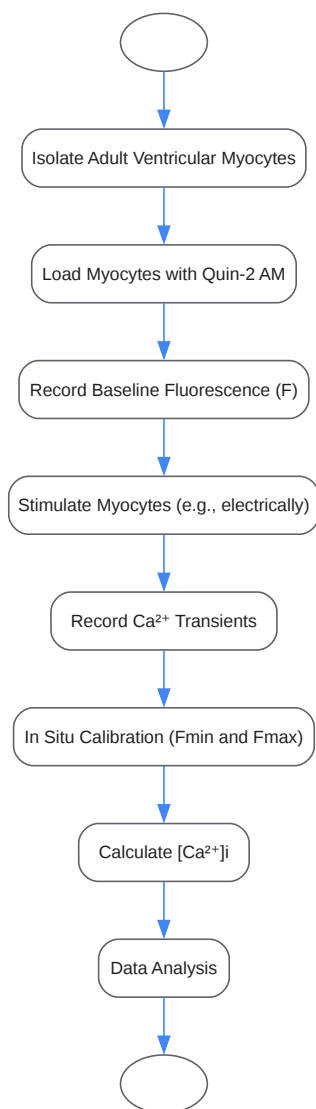 Isolate Adult Ventricular Myocytes
Load Myocytes with Quin-2 AM
Record Baseline Fluorescence (F)
Stimulate Myocytes (e.g., electrically)
Record Ca²⁺ Transients
In Situ Calibration (Fmin and Fmax)
Calculate [Ca²⁺]i
Data Analysis